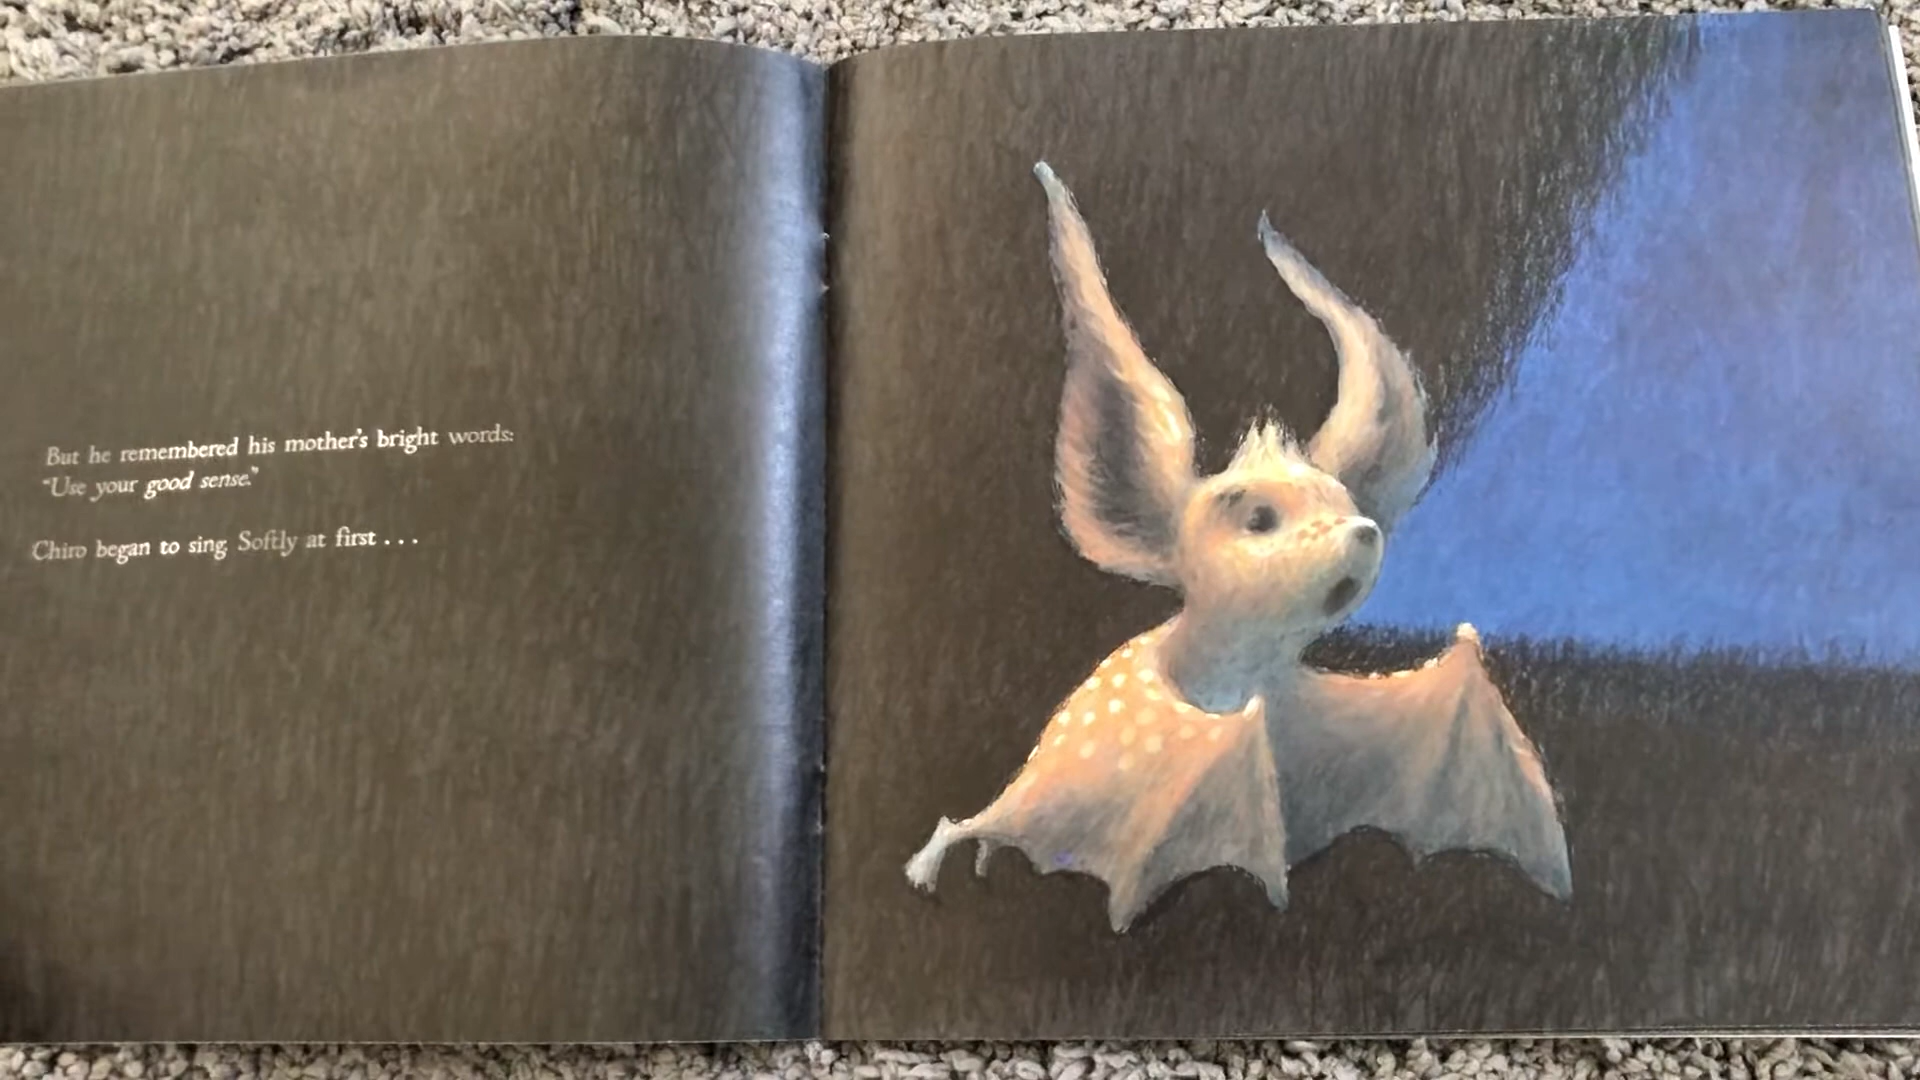 But he remembered his mother's bright words:
“Use your good sense.”
Chiro began to sing. Softly at first . . .